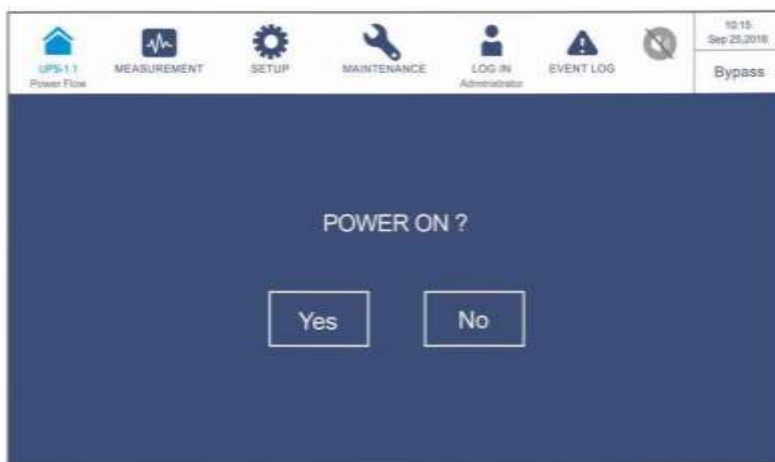 10:15
Sep 25,2018
UPS-1.1
Power Flow
MEASUREMENT
SETUP
MAINTENANCE
LOG IN
Administrator
EVENT LOG
Bypass
POWER ON ?
Yes
No